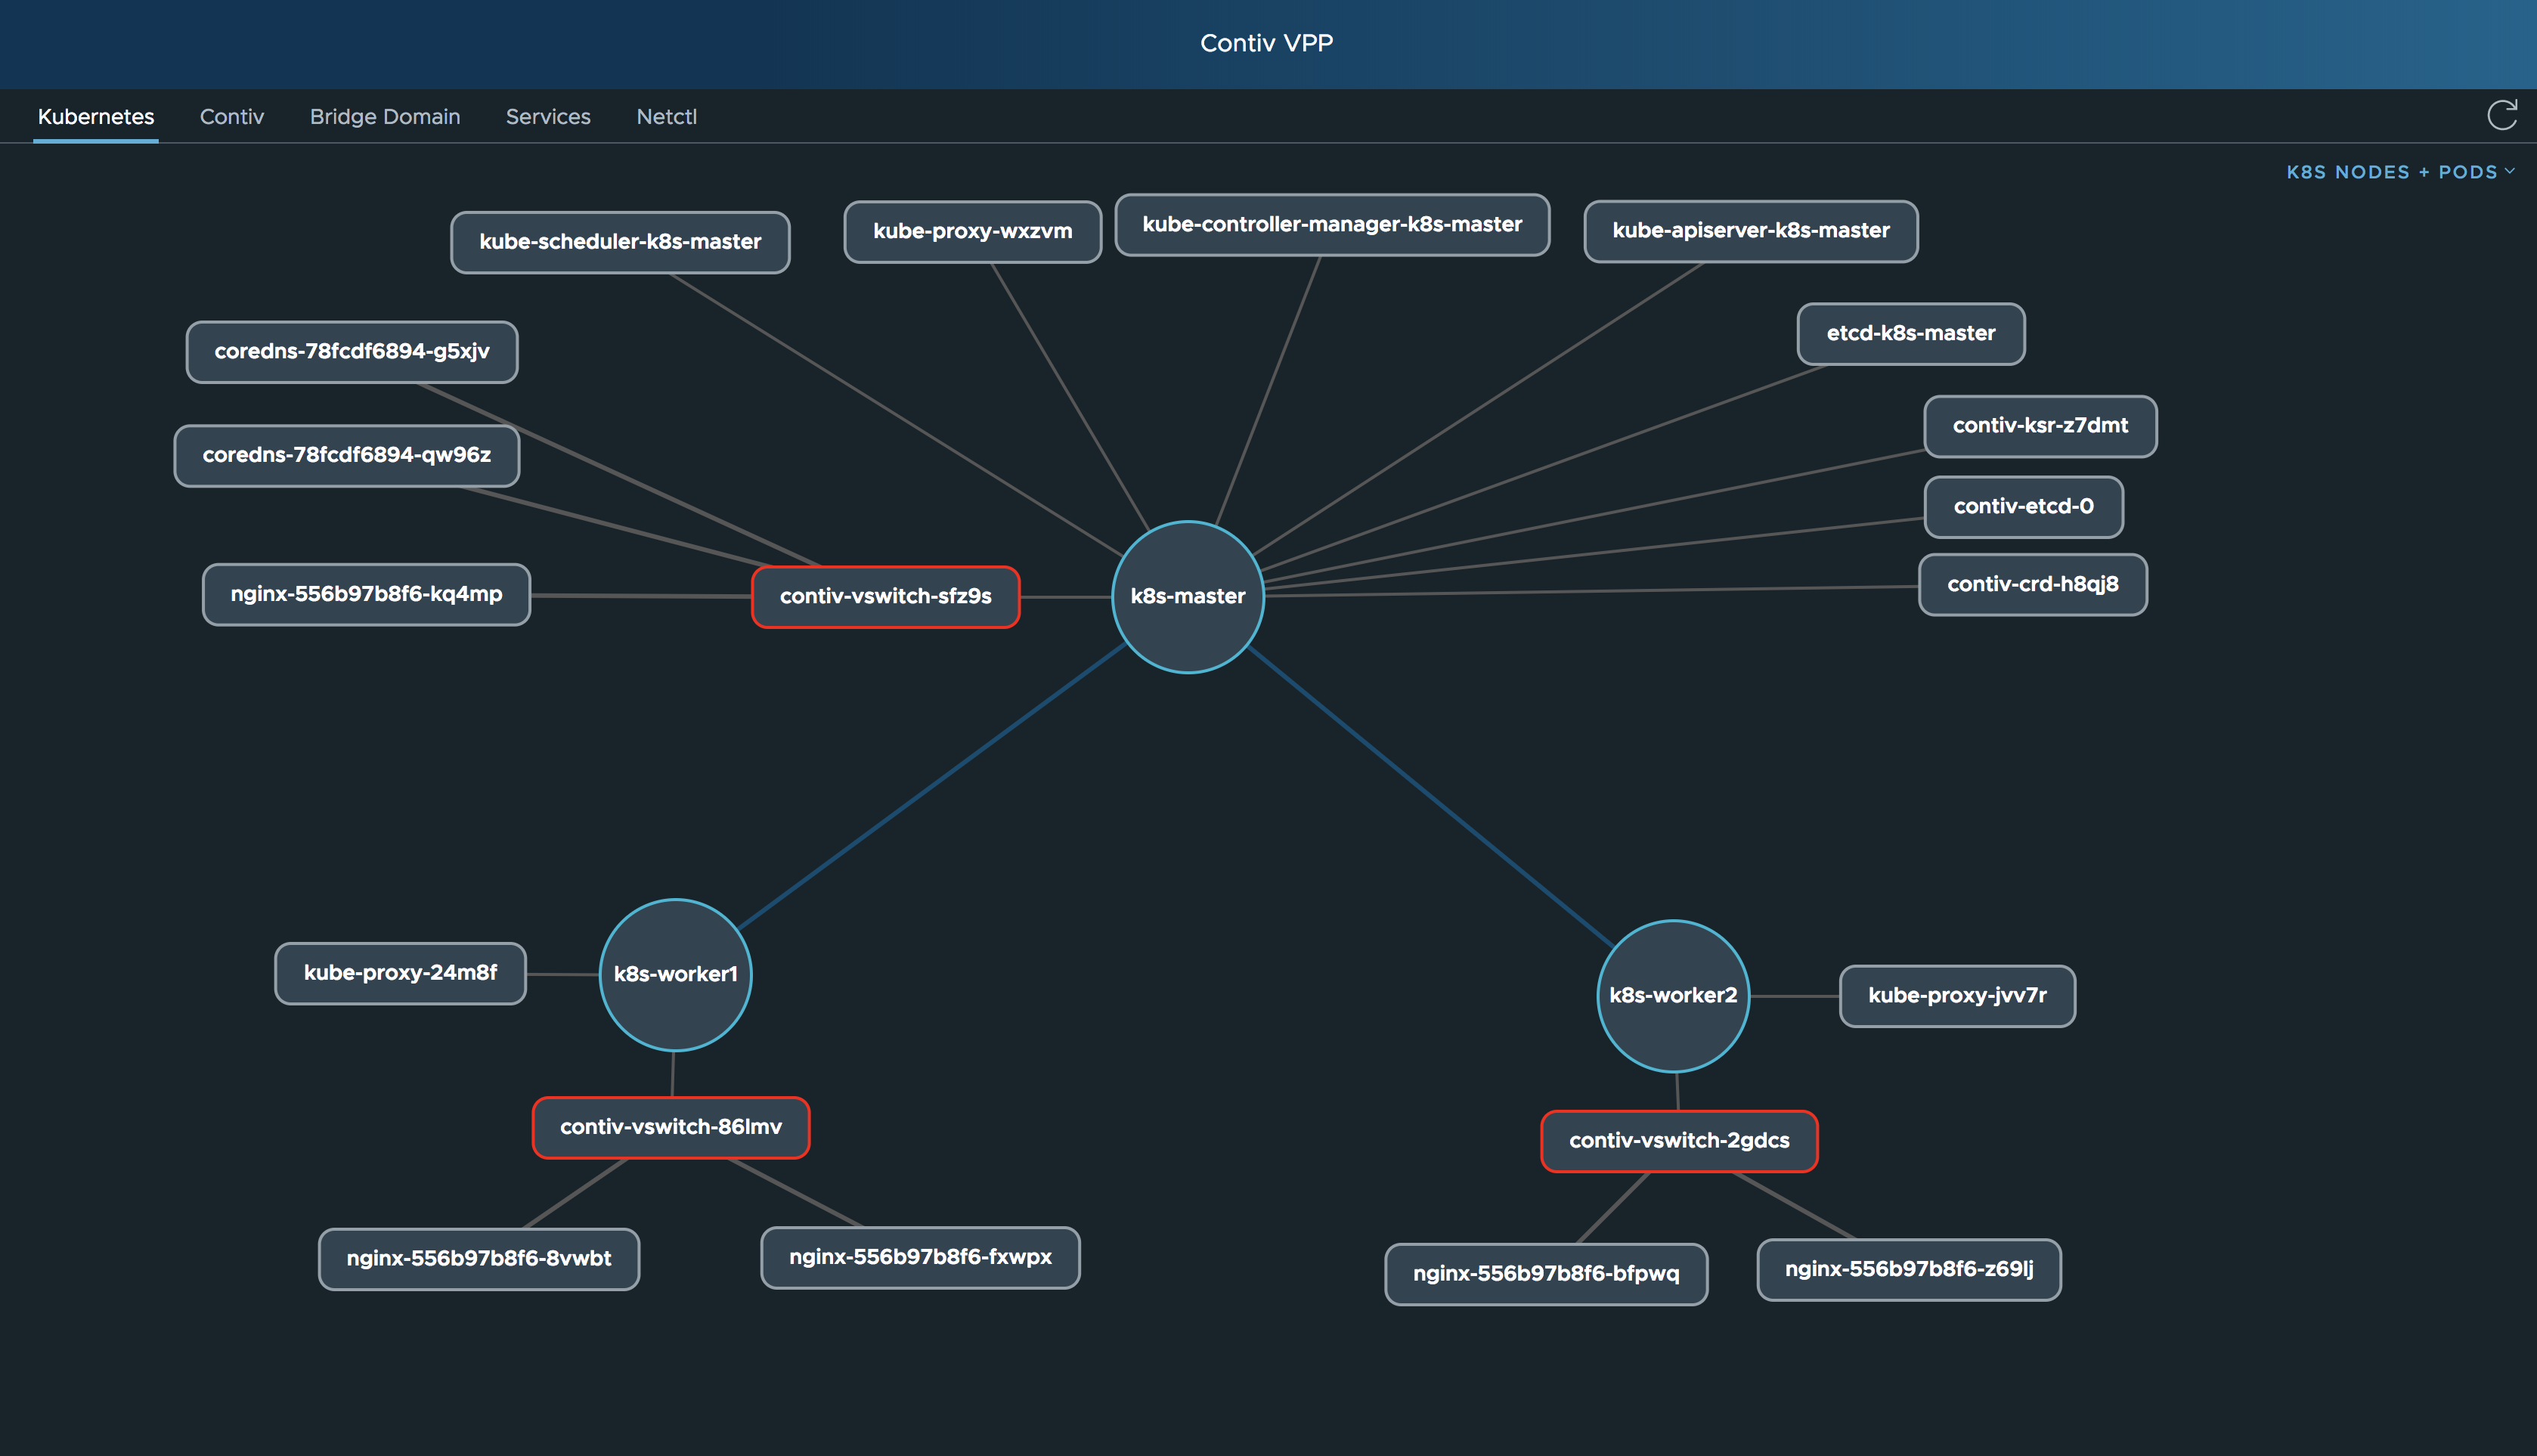 Contiv VPP
Kubernetes Contiv Bridge Domain Services Netctl
K8S NODES + PODS
kube-scheduler-k8s-master
kube-proxy-wxzvm
kube-controller-manager-k8s-master
kube-apiserver-k8s-master
etcd-k8s-master
coredns-78fcdf6894-g5xjv
contiv-ksr-z7dmt
coredns-78fcdf6894-qw96z
contiv-etcd-0
contiv-crd-h8qj8
nginx-556b97b8f6-kq4mp
contiv-vswitch-sfz9s
k8s-master
kube-proxy-24m8f
k8s-worker1
k8s-worker2
kube-proxy-jvv7r
contiv-vswitch-86lmv
contiv-vswitch-2gdcs
nginx-556b97b8f6-8vwbt
nginx-556b97b8f6-fxwpx
nginx-556b97b8f6-bfpwq
nginx-556b97b8f6-z69lj